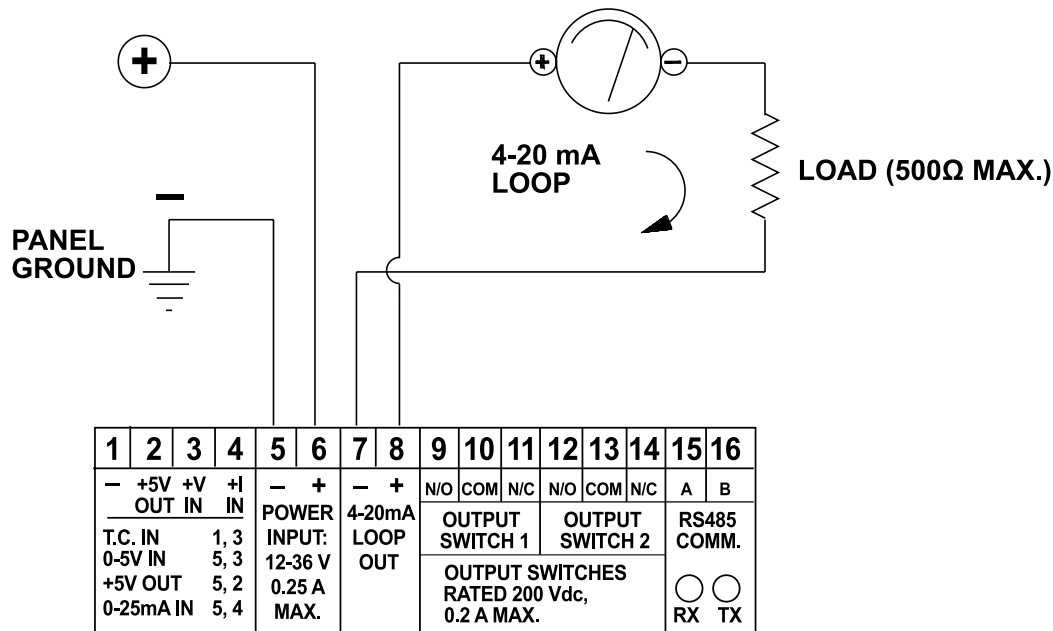 +
+ −
4-20 mA
LOOP
LOAD (500Ω MAX.)
−
PANEL
GROUND
1 2 3 4 5 6 7 8 9 10 11 12 13 14 15 16
− +5V OUT +V IN +I IN
T.C. IN 1, 3
0-5V IN 5, 3
+5V OUT 5, 2
0-25mA IN 5, 4
− +
POWER
INPUT:
12-36 V
0.25 A
MAX.
− +
4-20mA
LOOP
OUT
N/O COM N/C N/O COM N/C
OUTPUT
SWITCH 1
OUTPUT
SWITCH 2
OUTPUT SWITCHES
RATED 200 Vdc,
0.2 A MAX.
A B
RS485
COMM.
RX TX